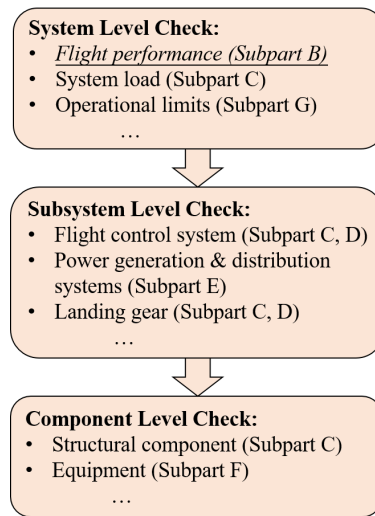 System Level Check:
• Flight performance (Subpart B)
• System load (Subpart C)
• Operational limits (Subpart G)
…
Subsystem Level Check:
• Flight control system (Subpart C, D)
• Power generation & distribution
systems (Subpart E)
• Landing gear (Subpart C, D)
…
Component Level Check:
• Structural component (Subpart C)
• Equipment (Subpart F)
…